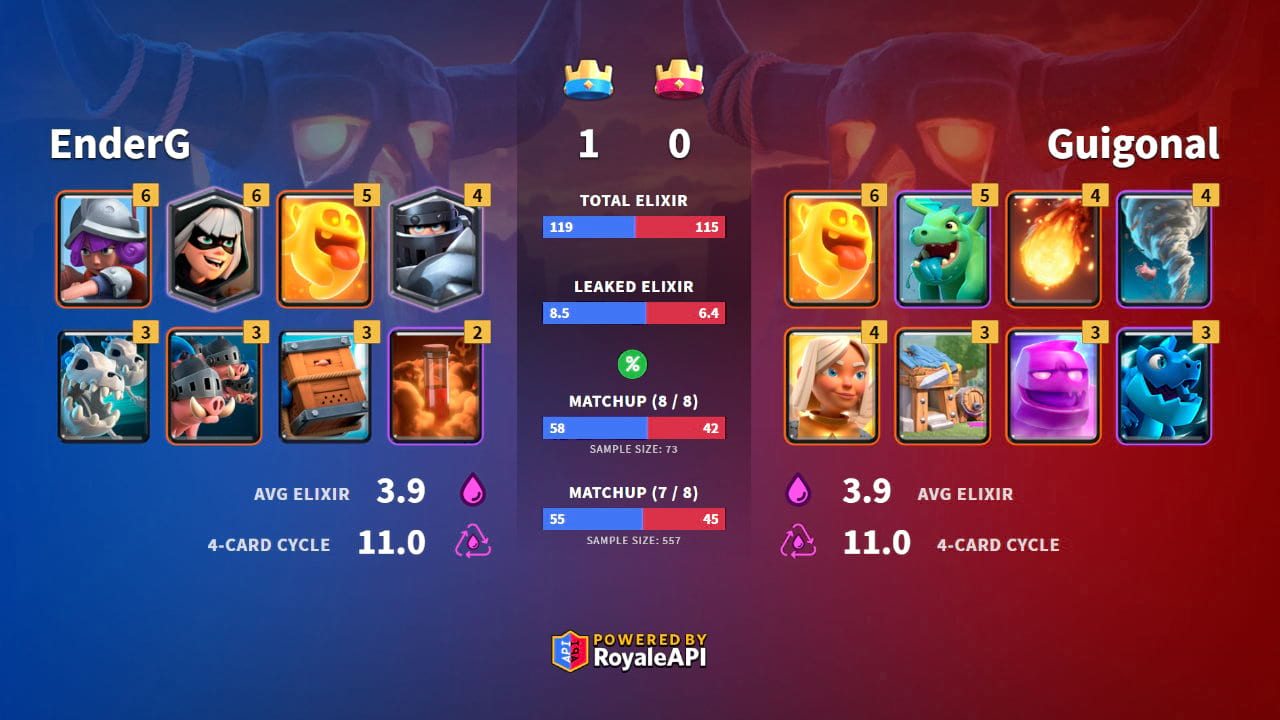 1 0
EnderG
Guigonal
6 6 5 4
3 3 3 2
TOTAL ELIXIR
119 115
LEAKED ELIXIR
8.5 6.4
%
MATCHUP (8 / 8)
58 42
SAMPLE SIZE: 73
MATCHUP (7 / 8)
55 45
SAMPLE SIZE: 557
6 5 4 4
4 3 3 3
AVG ELIXIR 3.9
4-CARD CYCLE 11.0
3.9 AVG ELIXIR
11.0 4-CARD CYCLE
API API
POWERED BY
RoyaleAPI